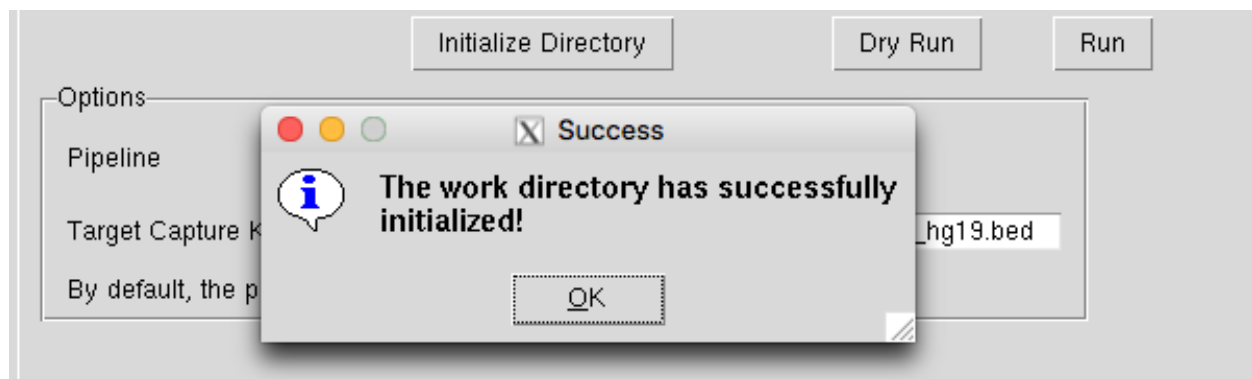 Initialize Directory Dry Run Run
Options
Success
Pipeline
The work directory has successfully
initialized!
Target Capture K _hg19.bed
By default, the p
OK